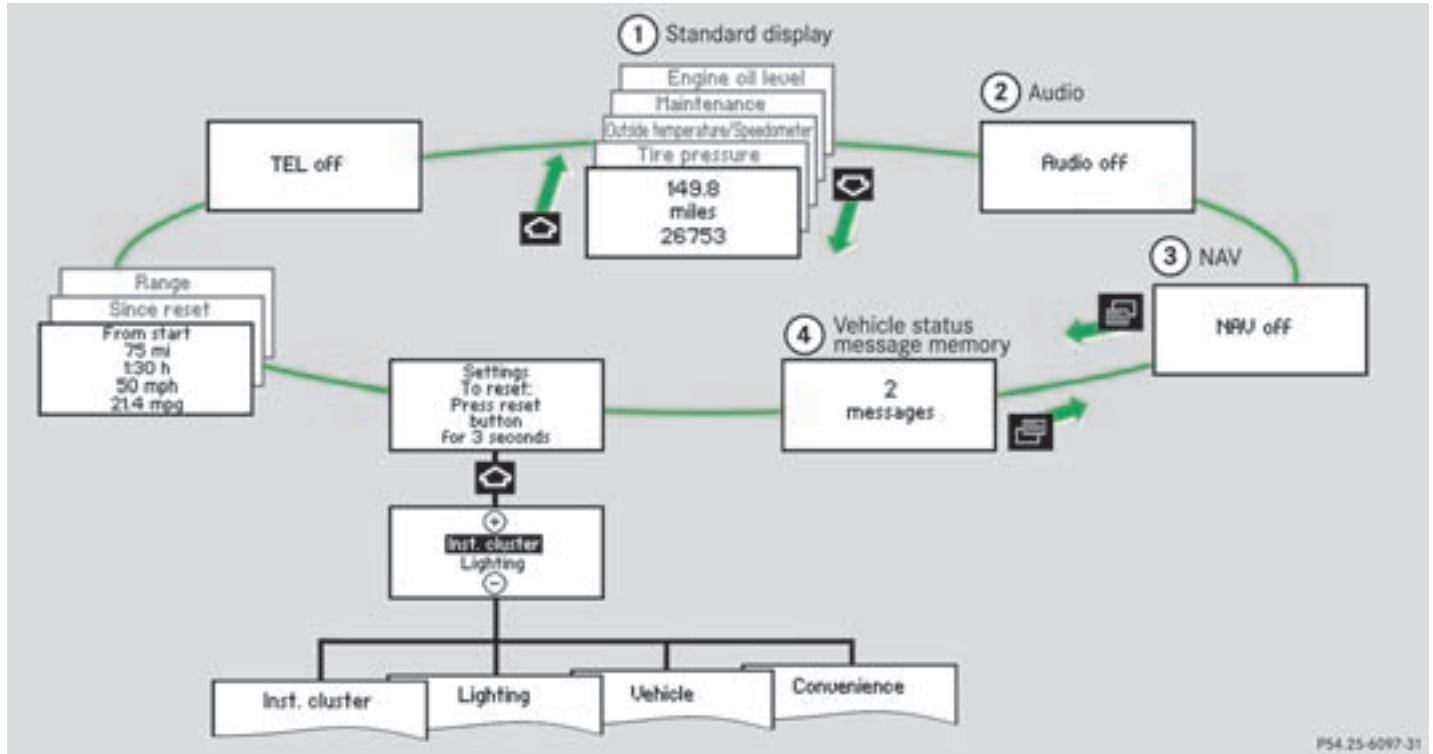 1 Standard display
Engine oil level
Maintenance
Outside temperature/Speedometer
Tire pressure
149.8
miles
26753
2 Audio
Audio off
3 NAV
NAV off
4 Vehicle status
message memory
2
messages
Settings
To reset:
Press reset
button
for 3 seconds
+
Inst. cluster
Lighting
−
Inst. cluster
Lighting
Vehicle
Convenience
Range
Since reset
From start
75 mi
1:30 h
50 mph
21.4 mpg
TEL off
P54.25-6097-31